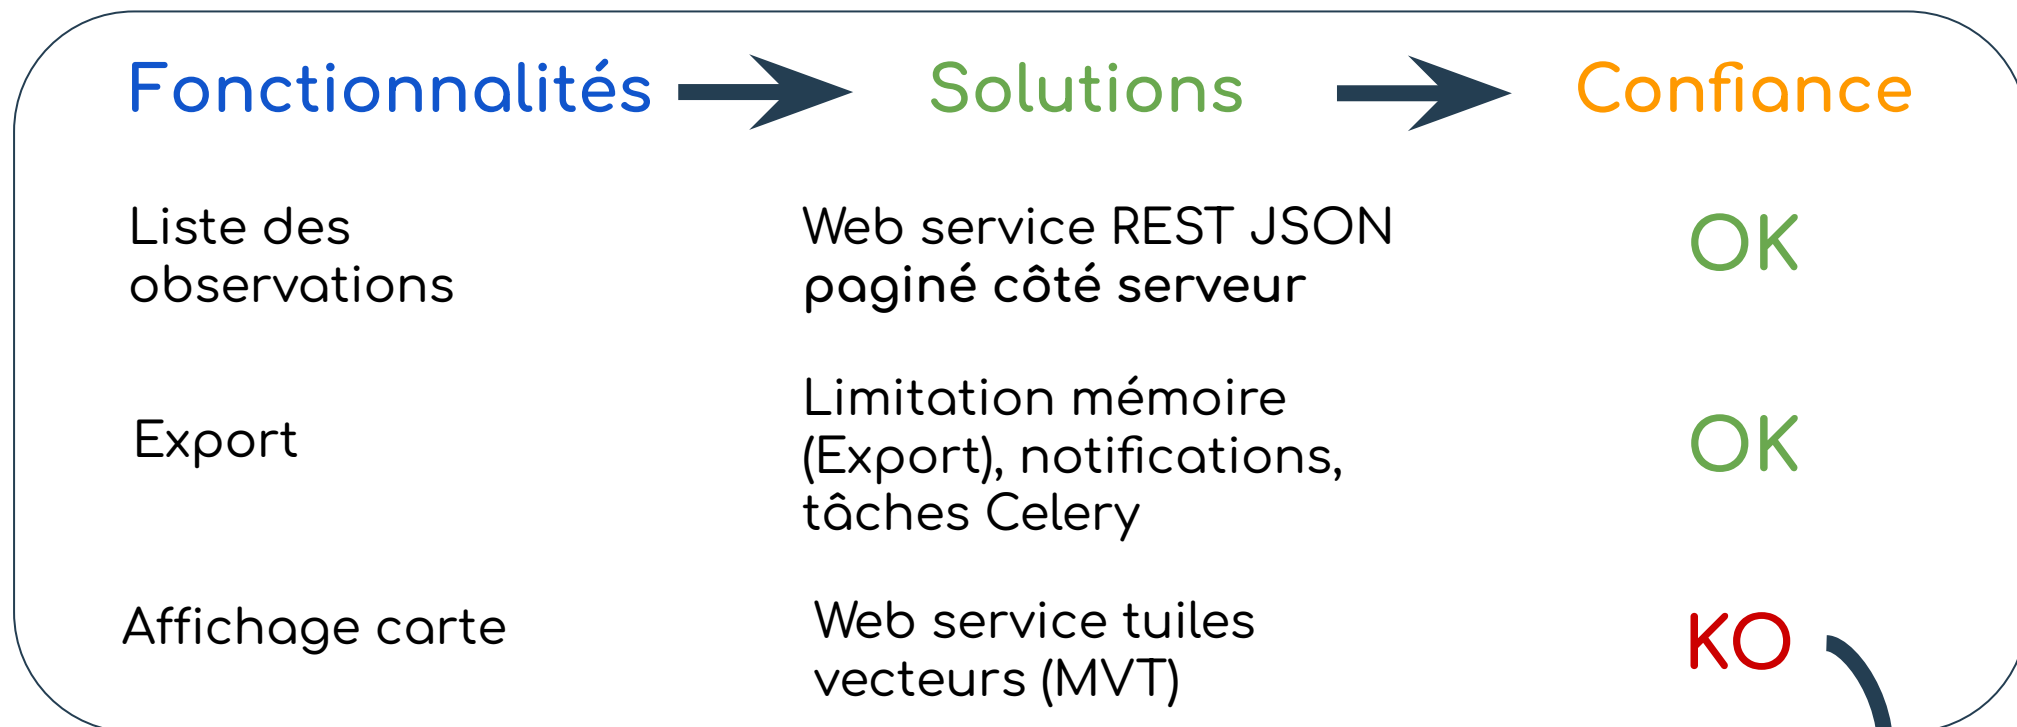 Fonctionnalités
Solutions
Confiance
Liste des
observations
Web service REST JSON
paginé côté serveur
OK
Export
Limitation mémoire
(Export), notifications,
tâches Celery
OK
Affichage carte
Web service tuiles
vecteurs (MVT)
KO